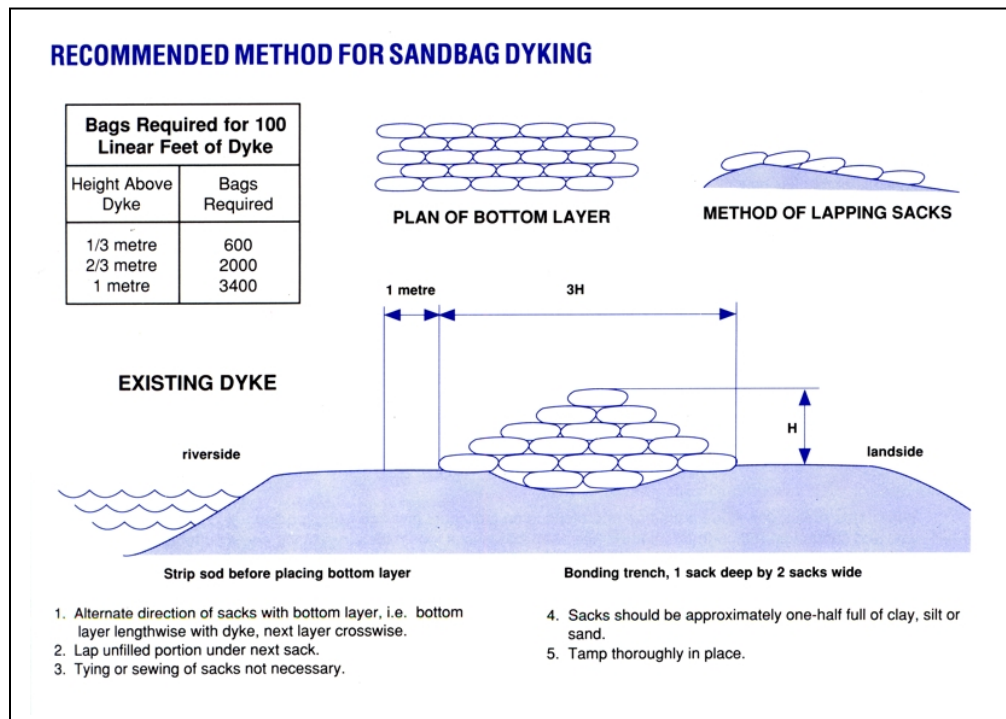 RECOMMENDED METHOD FOR SANDBAG DYKING
Bags Required for 100
Linear Feet of Dyke
Height Above
Dyke
Bags
Required
1/3 metre 600
2/3 metre 2000
1 metre 3400
PLAN OF BOTTOM LAYER
METHOD OF LAPPING SACKS
1 metre
3H
EXISTING DYKE
H
riverside
landside
Strip sod before placing bottom layer
Bonding trench, 1 sack deep by 2 sacks wide
1. Alternate direction of sacks with bottom layer, i.e. bottom
layer lengthwise with dyke, next layer crosswise.
2. Lap unfilled portion under next sack.
3. Tying or sewing of sacks not necessary.
4. Sacks should be approximately one-half full of clay, silt or
sand.
5. Tamp thoroughly in place.